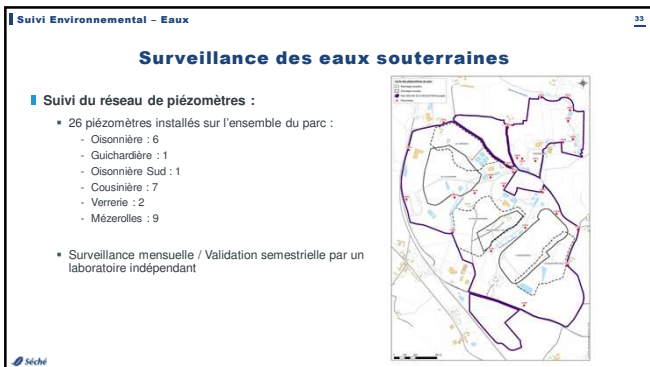 Suivi Environmental – Eaux
33
Surveillance des eaux souterraines
Suivi du réseau de piézomètres :
26 piézomètres installés sur l'ensemble du parc :
- Oisonnière : 6
- Guichardière : 1
- Oisonnière Sud : 1
- Cousinière : 7
- Verrerie : 2
- Mézerolles : 9
Surveillance mensuelle / Validation semestrielle par un
laboratoire indépendant
Séché